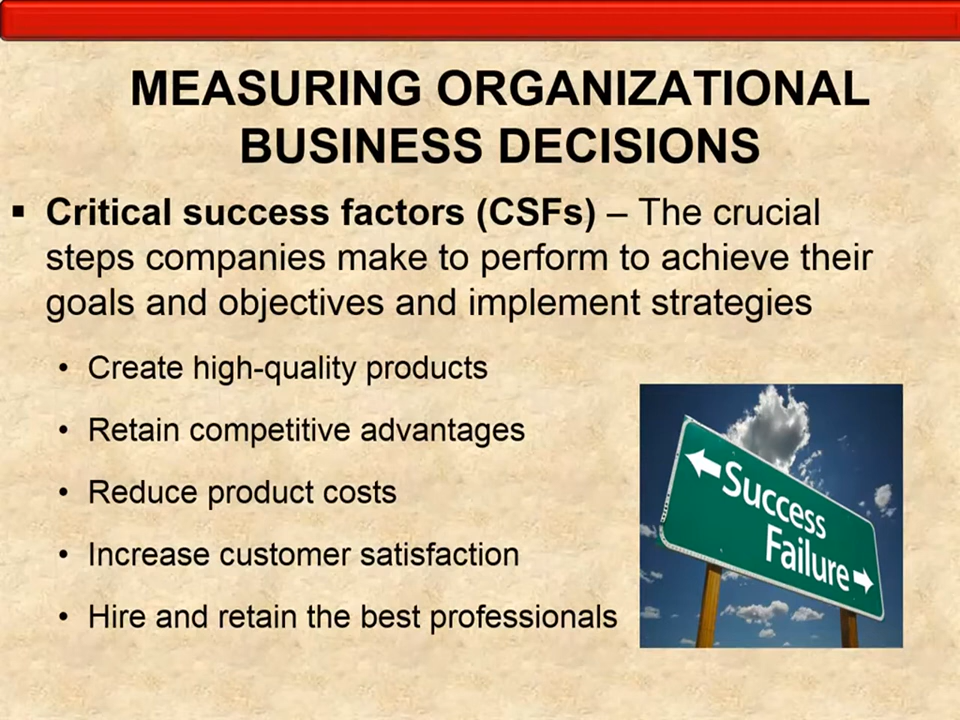 MEASURING ORGANIZATIONAL
BUSINESS DECISIONS
▪ Critical success factors (CSFs) – The crucial
steps companies make to perform to achieve their
goals and objectives and implement strategies
• Create high-quality products
• Retain competitive advantages
• Reduce product costs
• Increase customer satisfaction
• Hire and retain the best professionals
Success
Failure